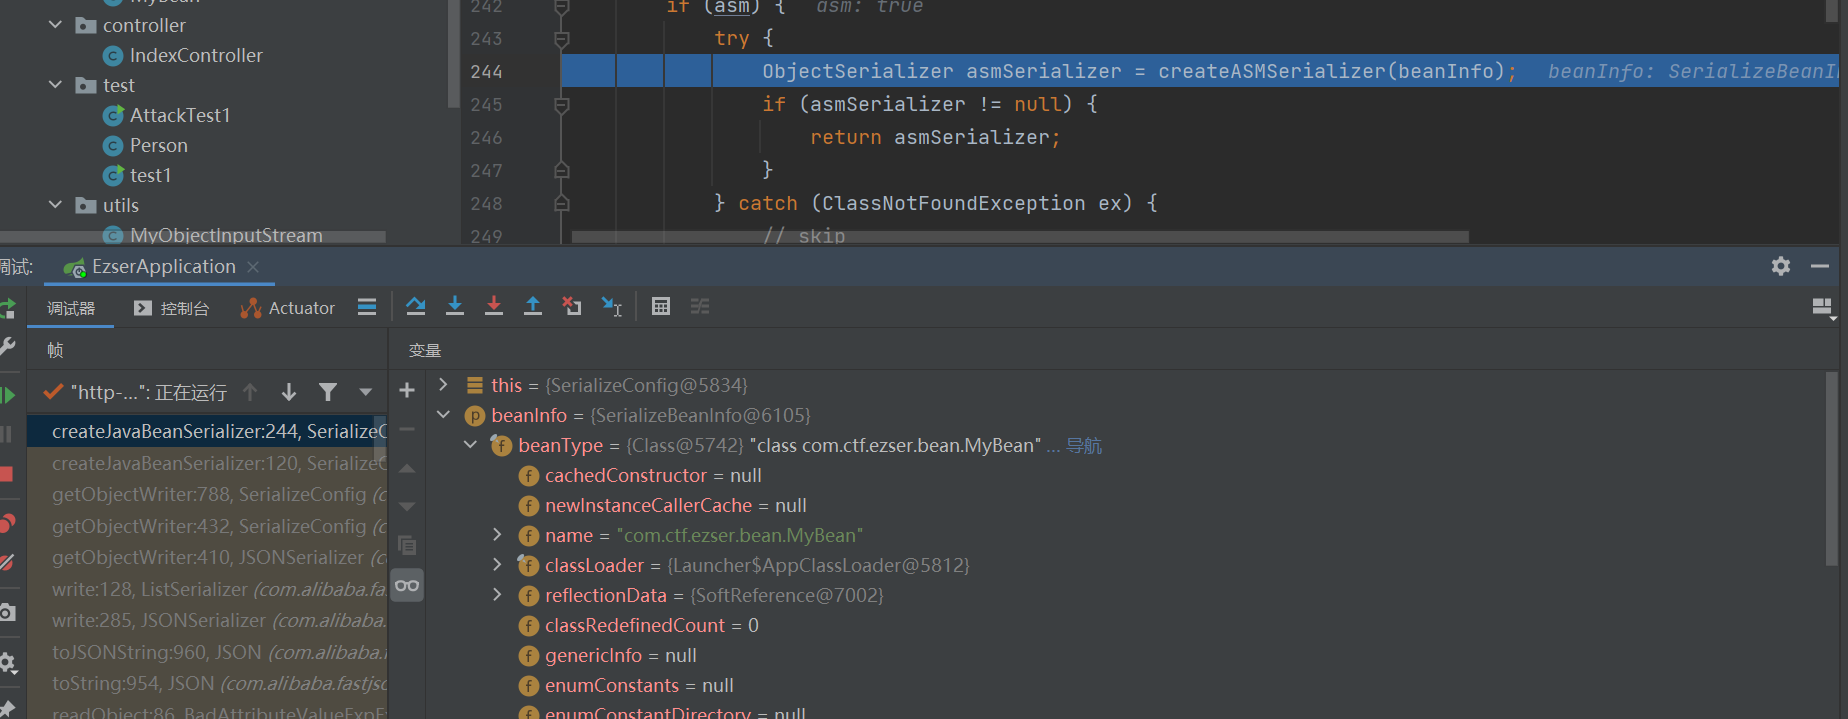 MyBean
controller
IndexController
test
AttackTest1
Person
test1
utils
MyObjectInputStream
242 if (asm) { asm: true
243 try {
244 ObjectSerializer asmSerializer = createASMSerializer(beanInfo); beanInfo: SerializeBeanI
245 if (asmSerializer != null) {
246 return asmSerializer;
247 }
248 } catch (ClassNotFoundException ex) {
249 // skip
调试: EzserApplication
调试器 控制台 Actuator
帧
变量
"http-...": 正在运行
createJavaBeanSerializer:244, SerializeC
createJavaBeanSerializer:120, SerializeC
getObjectWriter:788, SerializeConfig (c
getObjectWriter:432, SerializeConfig (c
getObjectWriter:410, JSONSerializer (c
write:128, ListSerializer (com.alibaba.fas
write:285, JSONSerializer (com.alibaba.
toJSONString:960, JSON (com.alibaba.f
toString:954, JSON (com.alibaba.fastjso
readObject:86, BadAttributeValueExpE
this = {SerializeConfig@5834}
beanInfo = {SerializeBeanInfo@6105}
beanType = {Class@5742} "class com.ctf.ezser.bean.MyBean" ... 导航
cachedConstructor = null
newInstanceCallerCache = null
name = "com.ctf.ezser.bean.MyBean"
classLoader = {Launcher$AppClassLoader@5812}
reflectionData = {SoftReference@7002}
classRedefinedCount = 0
genericInfo = null
enumConstants = null
enumConstantDirectory = null